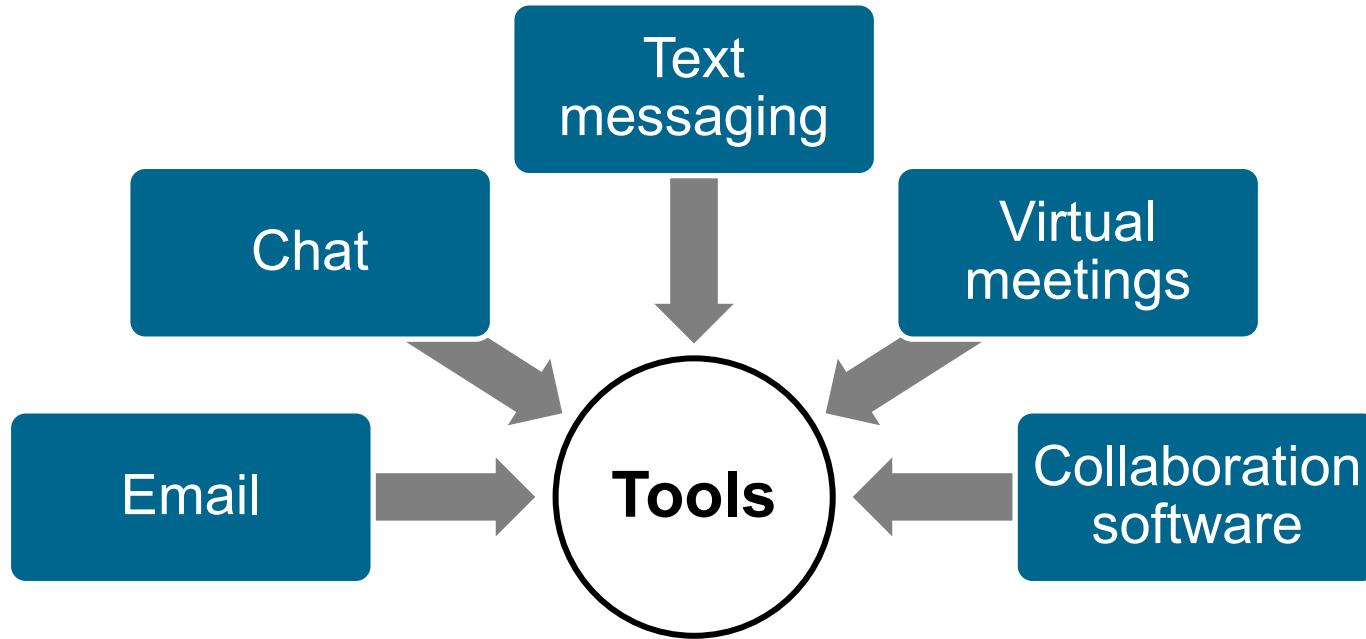 Text
messaging
Chat
Virtual
meetings
Email
Tools
Collaboration
software